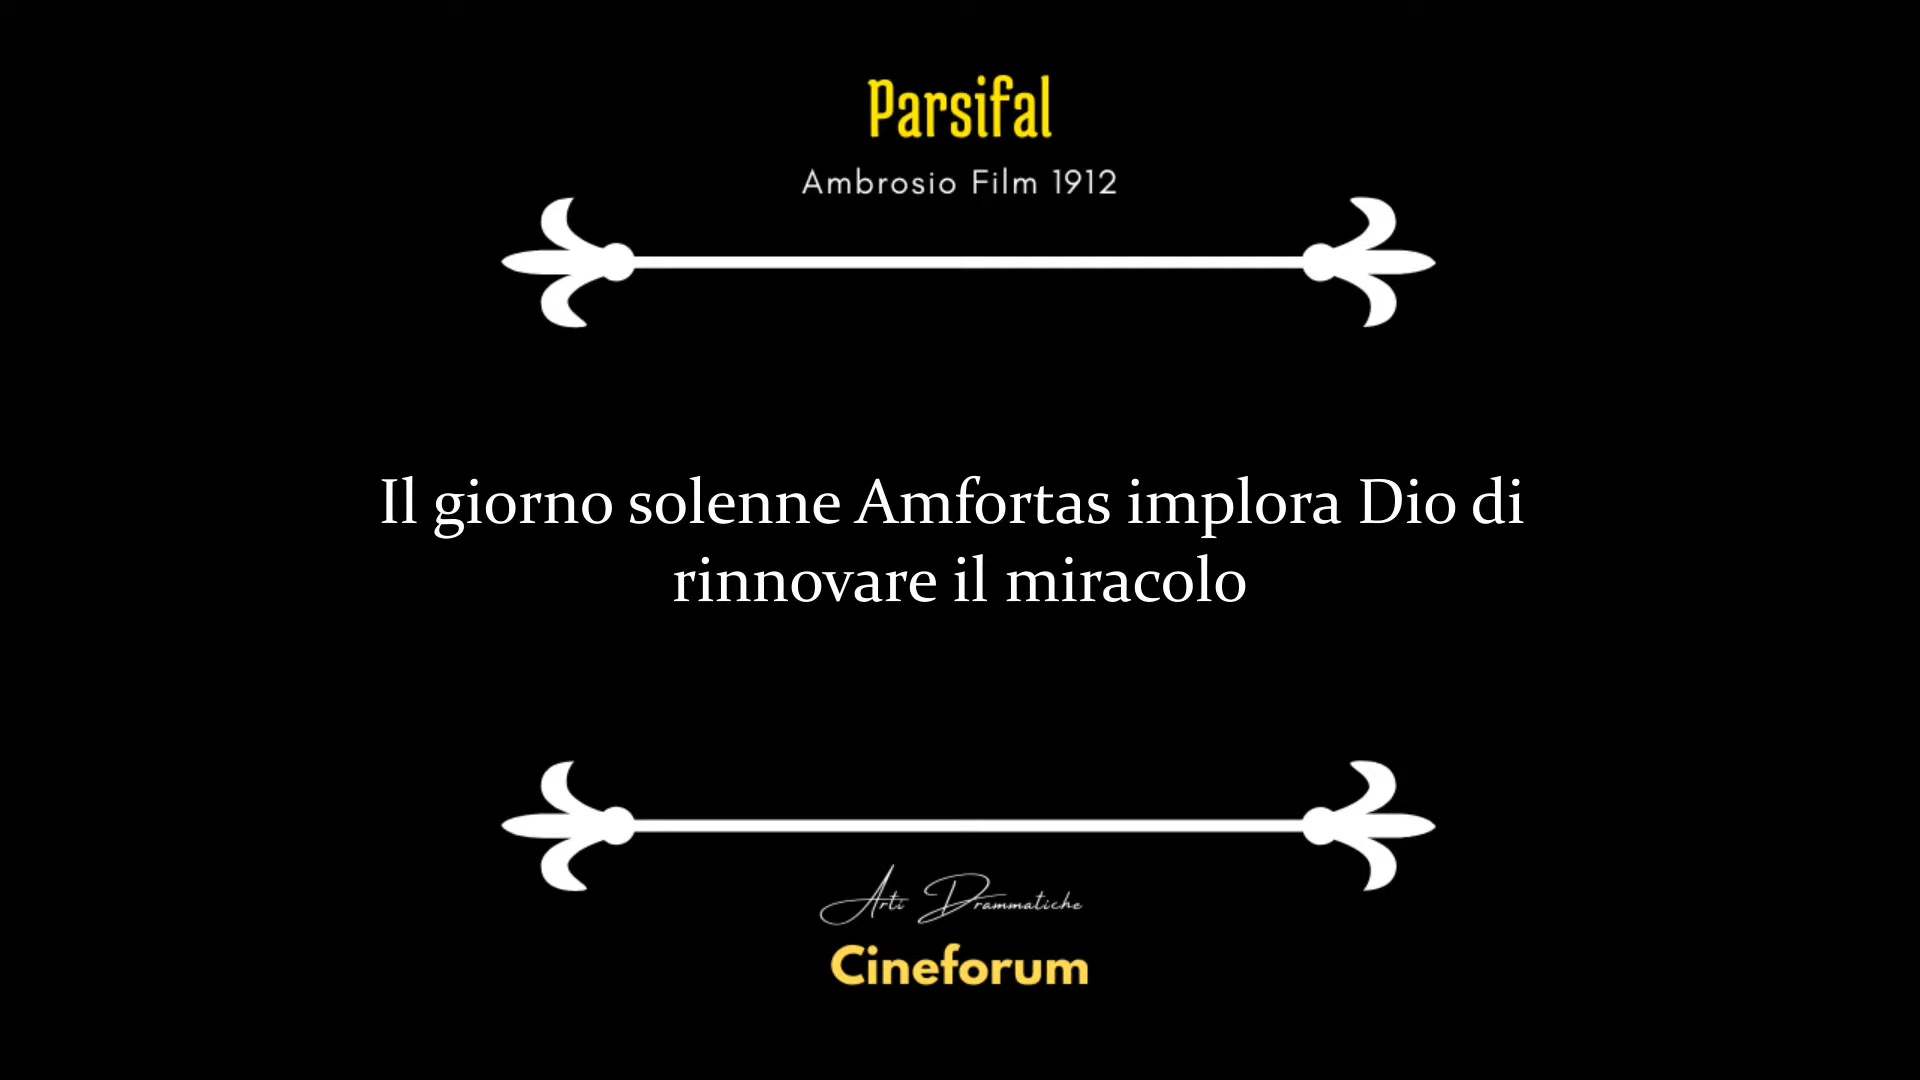 Parsifal
Ambrosio Film 1912
Il giorno solenne Amfortas implora Dio di
rinnovare il miracolo
Arti Drammatiche
Cineforum